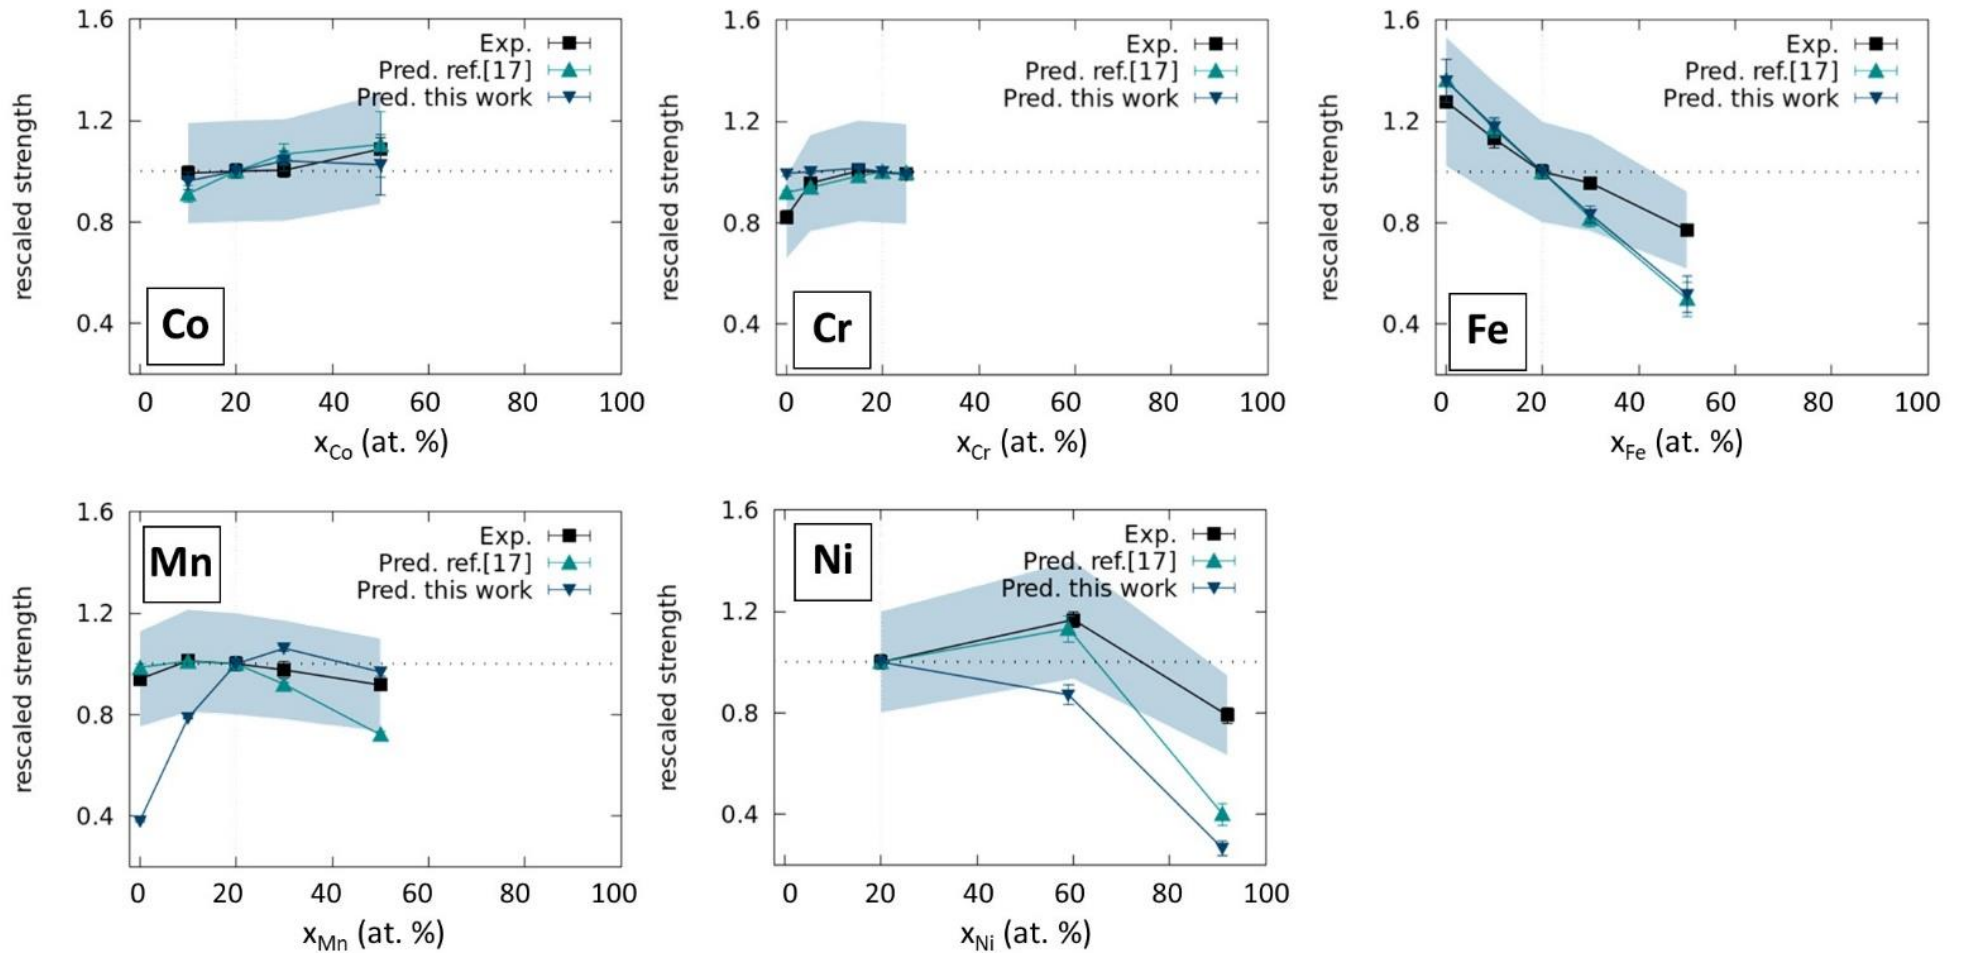 1.6
1.2
0.8
0.4
rescaled strength
Exp.
Pred. ref.[17]
Pred. this work
Co
0 20 40 60 80 100
x_Co (at. %)
1.6
1.2
0.8
0.4
rescaled strength
Exp.
Pred. ref.[17]
Pred. this work
Cr
0 20 40 60 80 100
x_Cr (at. %)
1.6
1.2
0.8
0.4
rescaled strength
Exp.
Pred. ref.[17]
Pred. this work
Fe
0 20 40 60 80 100
x_Fe (at. %)
1.6
1.2
0.8
0.4
rescaled strength
Mn
Exp.
Pred. ref.[17]
Pred. this work
0 20 40 60 80 100
x_Mn (at. %)
1.6
1.2
0.8
0.4
rescaled strength
Ni
Exp.
Pred. ref.[17]
Pred. this work
0 20 40 60 80 100
x_Ni (at. %)